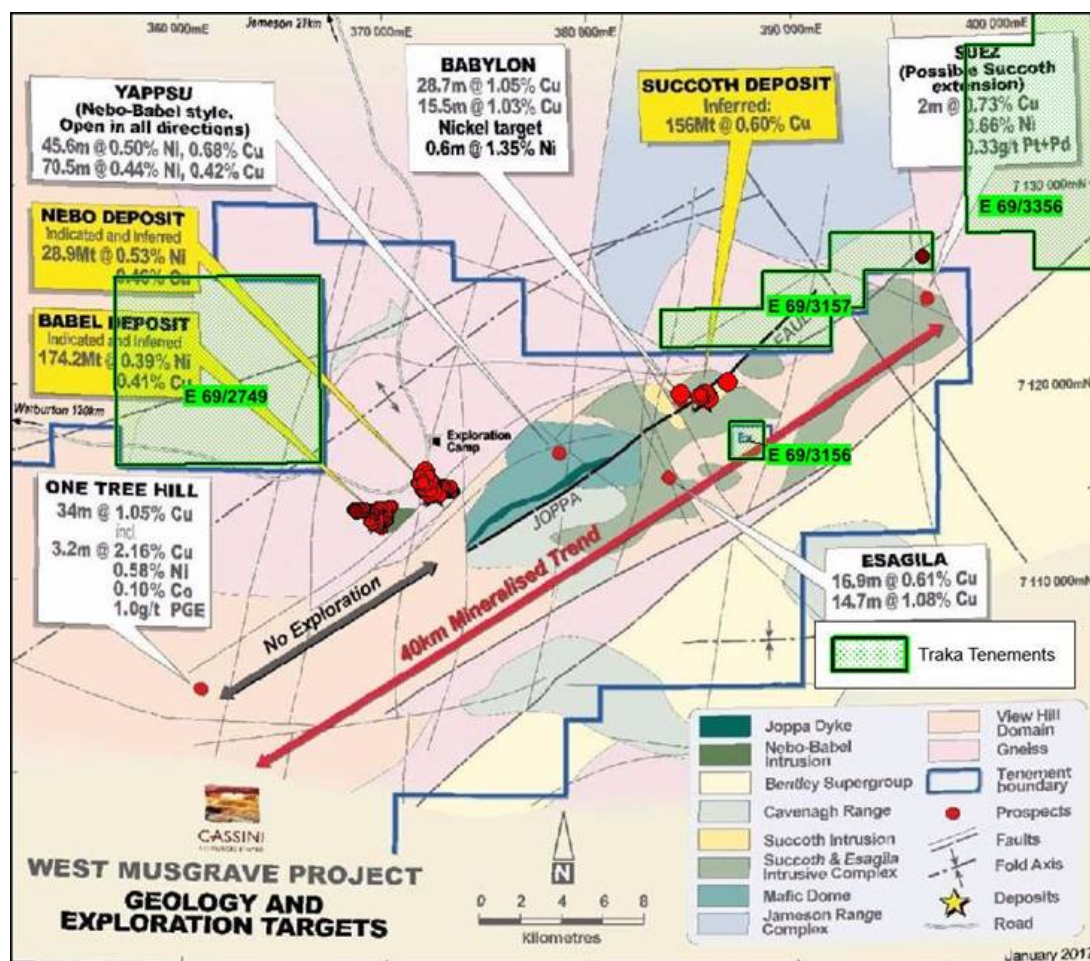 Jameson 27km
360 000mE
370 000mE
380 000mE
390 000mE
400 000mE
YAPPSU
(Nebo-Babel style,
Open in all directions)
45.6m @ 0.50% Ni, 0.68% Cu
70.5m @ 0.44% Ni, 0.42% Cu
BABYLON
28.7m @ 1.05% Cu
15.5m @ 1.03% Cu
Nickel target
0.6m @ 1.35% Ni
SUCCOTH DEPOSIT
Inferred:
156Mt @ 0.60% Cu
SUEZ
(Possible Succoth
extension)
2m @ 0.73% Cu
0.66% Ni
0.33g/t Pt+Pd
7 130 000mN
E 69/3356
NEBO DEPOSIT
Indicated and Inferred
28.9Mt @ 0.53% Ni
0.46% Cu
BABEL DEPOSIT
Indicated and Inferred
174.2Mt @ 0.39% Ni
0.41% Cu
E 69/2749
E 69/3157
FAULT
7 120 000mN
Warburton 120km
Exploration
Camp
Ex
E 69/3156
JOPPA
ONE TREE HILL
34m @ 1.05% Cu
incl.
3.2m @ 2.16% Cu
0.58% Ni
0.10% Co
1.0g/t PGE
No Exploration
40km Mineralised Trend
ESAGILA
16.9m @ 0.61% Cu
14.7m @ 1.08% Cu
7 110 000mN
Traka Tenements
Joppa Dyke
Nebo-Babel
Intrusion
Bentley Supergroup
Cavenagh Range
Succoth Intrusion
Succoth & Esagila
Intrusive Complex
Mafic Dome
Jameson Range
Complex
View Hill
Domain
Gneiss
Tenement
boundary
Prospects
Faults
Fold Axis
Deposits
Road
CASSINI
WEST MUSGRAVE PROJECT
GEOLOGY AND
EXPLORATION TARGETS
N
0 2 4 6 8
Kilometres
January 2017